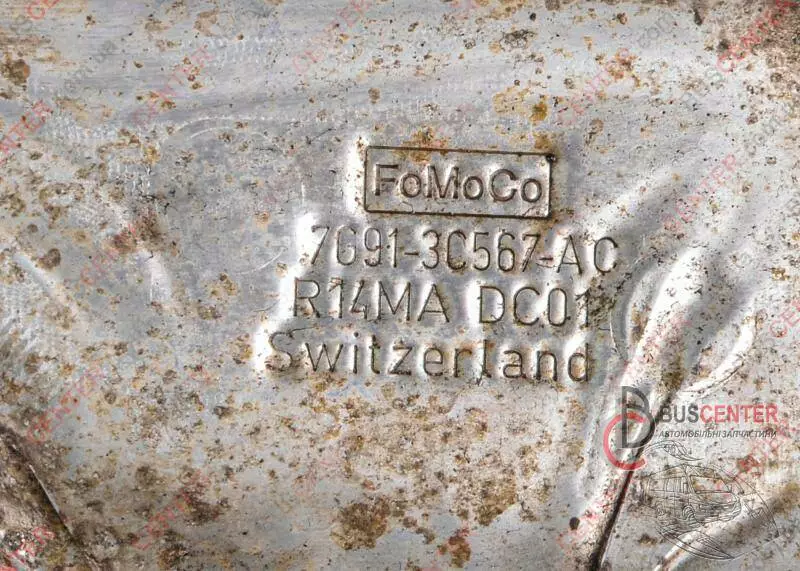 FoMoCo
7G91-3C567-AC
R14MA DC01
Switzerland
BUSCENTER
АВТОМОБІЛЬНІ ЗАПЧАСТИНИ